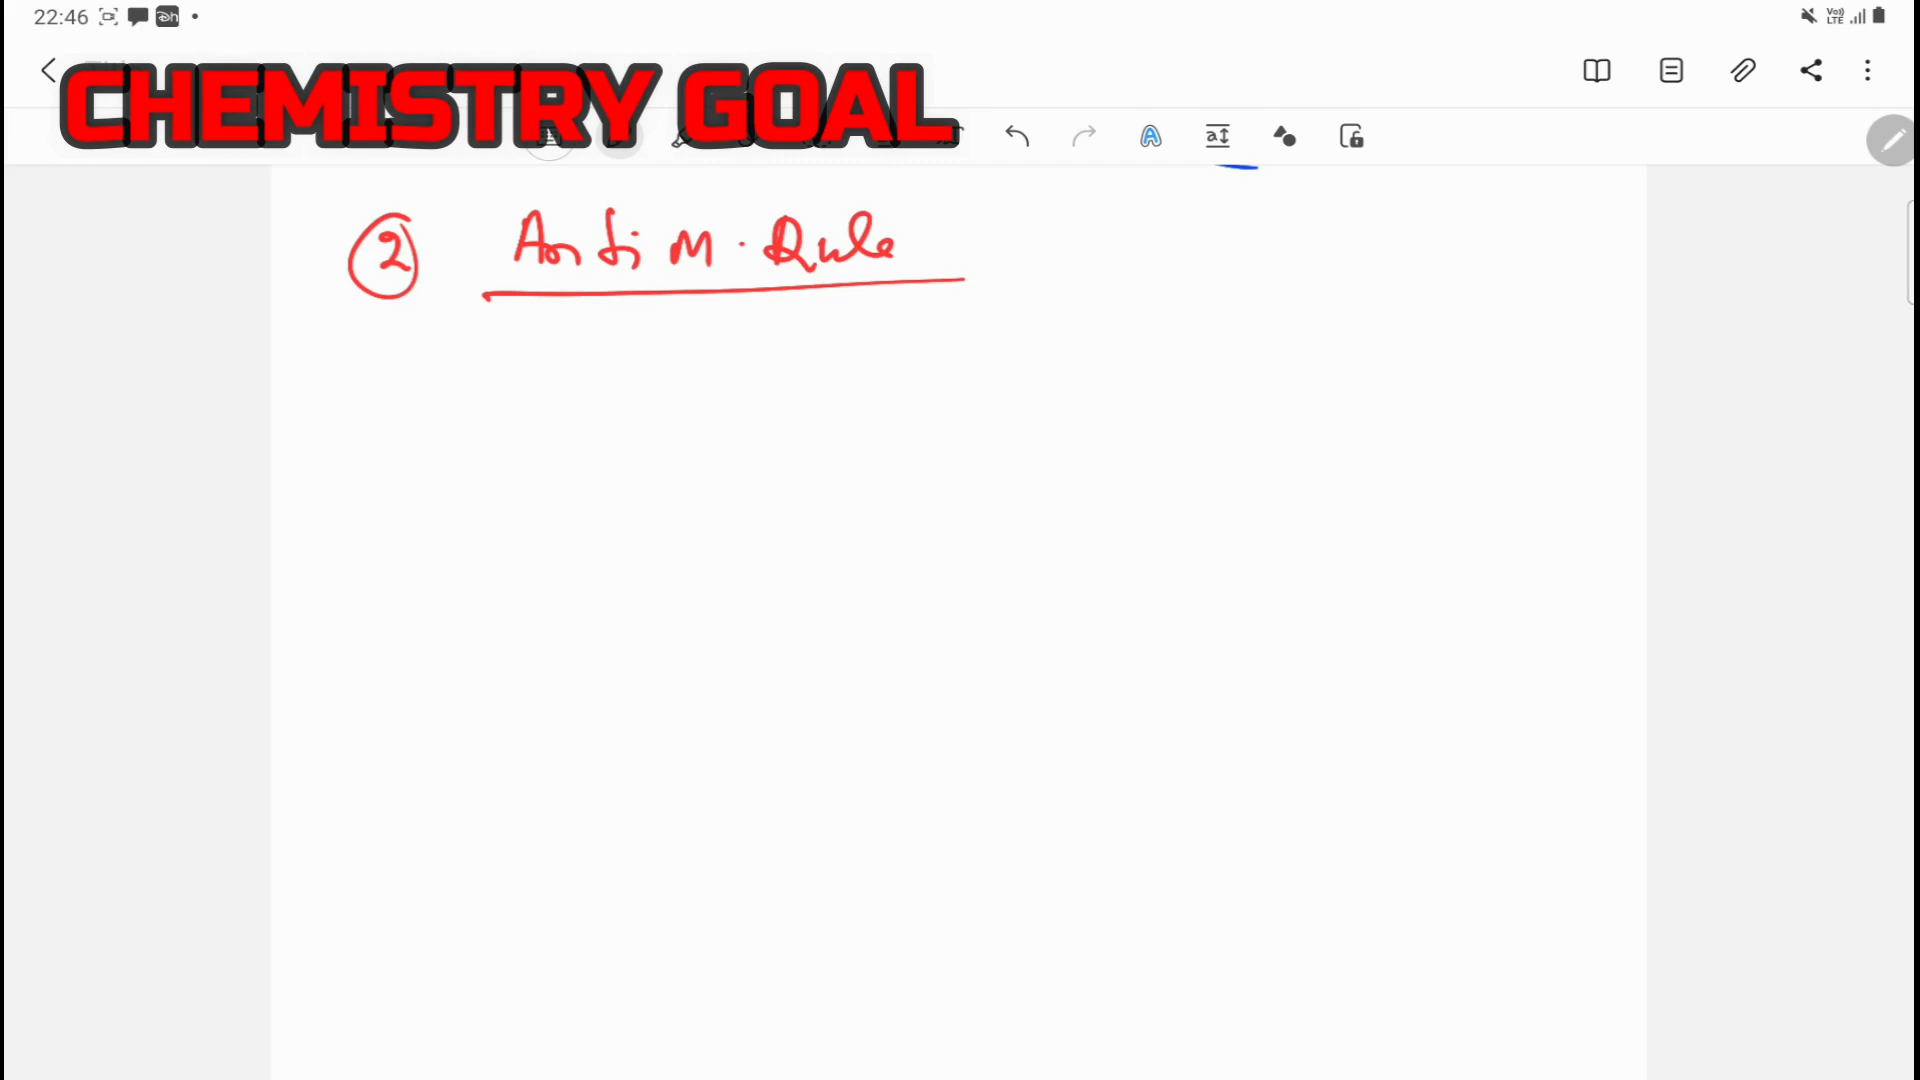 22:46
CHEMISTRY GOAL
② Anti M. Rule